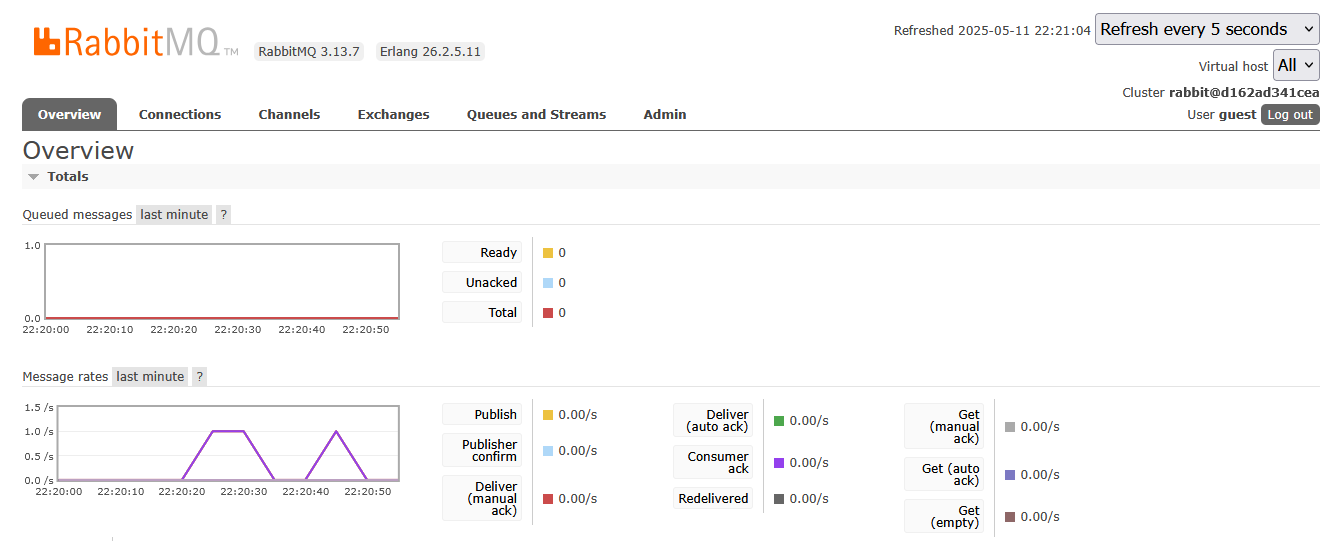 RabbitMQ TM RabbitMQ 3.13.7 Erlang 26.2.5.11
Refreshed 2025-05-11 22:21:04 Refresh every 5 seconds
Virtual host All
Cluster rabbit@d162ad341cea
User guest Log out
Overview Connections Channels Exchanges Queues and Streams Admin
Overview
Totals
Queued messages last minute ?
1.0
0.0
22:20:00 22:20:10 22:20:20 22:20:30 22:20:40 22:20:50
Ready 0
Unacked 0
Total 0
Message rates last minute ?
1.5 /s
1.0 /s
0.5 /s
0.0 /s
22:20:00 22:20:10 22:20:20 22:20:30 22:20:40 22:20:50
Publish 0.00/s
Publisher
confirm 0.00/s
Deliver
(manual
ack) 0.00/s
Deliver
(auto ack) 0.00/s
Consumer
ack 0.00/s
Redelivered 0.00/s
Get
(manual
ack) 0.00/s
Get (auto
ack) 0.00/s
Get
(empty) 0.00/s